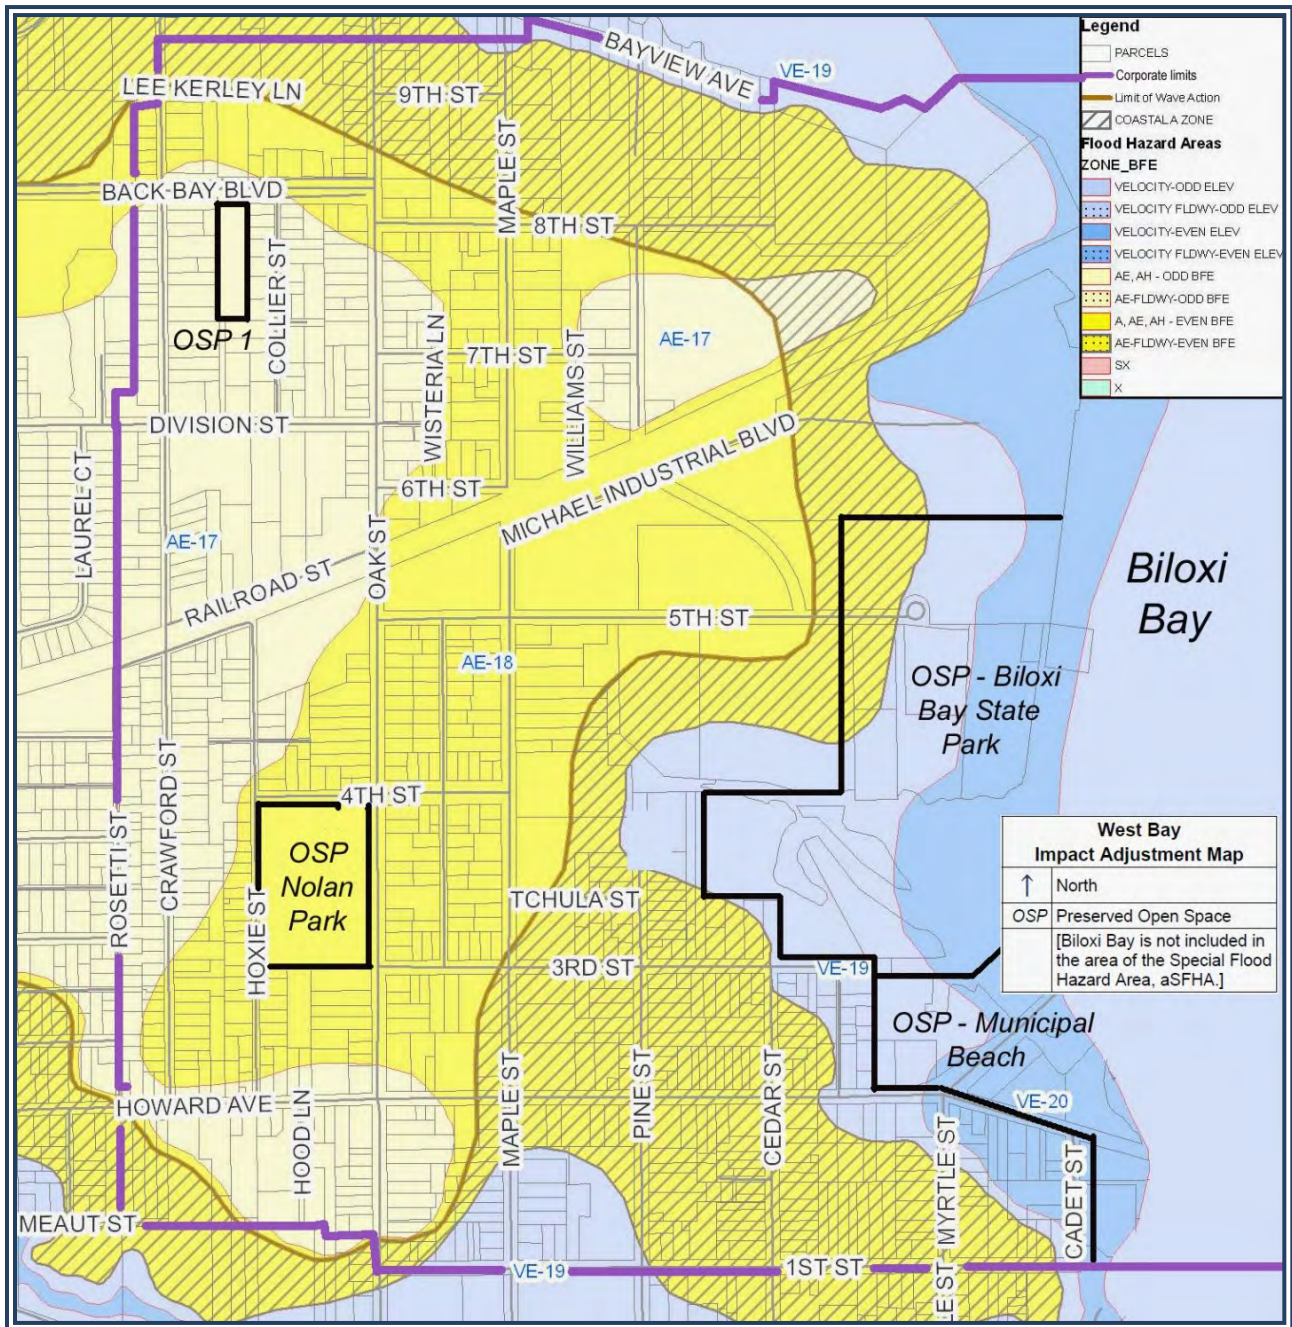 Legend
PARCELS
Corporate limits
Limit of Wave Action
COASTAL A ZONE
Flood Hazard Areas
ZONE_BFE
VELOCITY-ODD ELEV
VELOCITY FLDWY-ODD ELEV
VELOCITY-EVEN ELEV
VELOCITY FLDWY-EVEN ELEV
AE, AH - ODD BFE
AE-FLDWY-ODD BFE
A, AE, AH - EVEN BFE
AE-FLDWY-EVEN BFE
SX
X
BAYVIEW AVE
VE-19
LEE KERLEY LN
9TH ST
MAPLE ST
BACK BAY BLVD
8TH ST
COLLIER ST
OSP 1
WISTERIA LN
7TH ST
WILLIAMS ST
AE-17
DIVISION ST
MICHAEL INDUSTRIAL BLVD
LAUREL CT
6TH ST
AE-17
OAK ST
RAILROAD ST
Biloxi
Bay
5TH ST
AE-18
OSP - Biloxi
Bay State
Park
CRAWFORD ST
4TH ST
ROSETTI ST
OSP
Nolan
Park
HOXIE ST
TCHULA ST
3RD ST
VE-19
West Bay
Impact Adjustment Map
↑ North
OSP Preserved Open Space
[Biloxi Bay is not included in
the area of the Special Flood
Hazard Area, aSFHA.]
OSP - Municipal
Beach
HOWARD AVE
HOOD LN
MAPLE ST
PINE ST
CEDAR ST
VE-20
MYRTLE ST
CADET ST
MEAUT ST
VE-19
1ST ST
LE ST